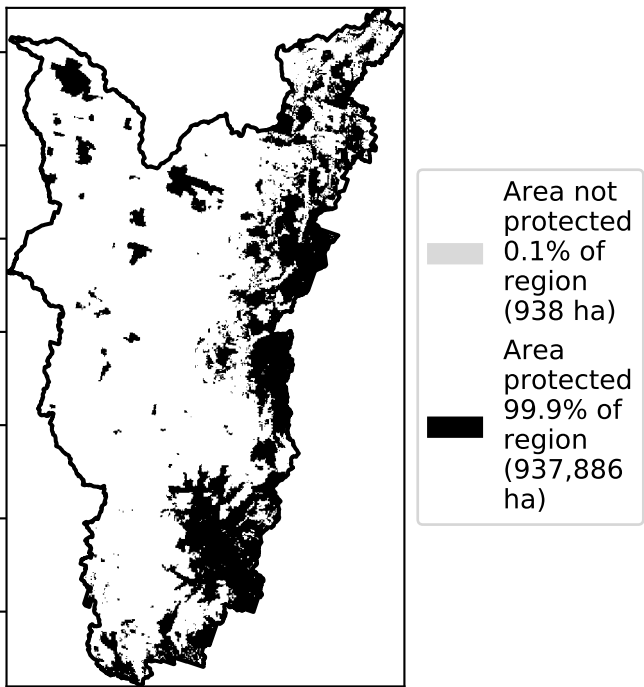 Area not
protected
0.1% of
region
(938 ha)
Area
protected
99.9% of
region
(937,886
ha)